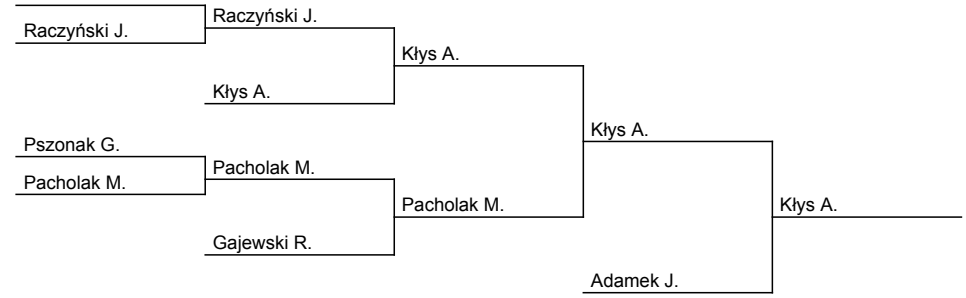 Raczyński J.
Raczyński J.
Kłys A.
Kłys A.
Kłys A.
Pszonak G.
Pacholak M.
Pacholak M.
Pacholak M.
Kłys A.
Gajewski R.
Adamek J.